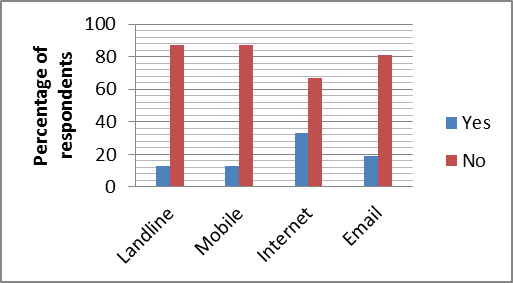 Percentage of
respondents
100
80
60
40
20
0
Landline
Mobile
Internet
Email
Yes
No